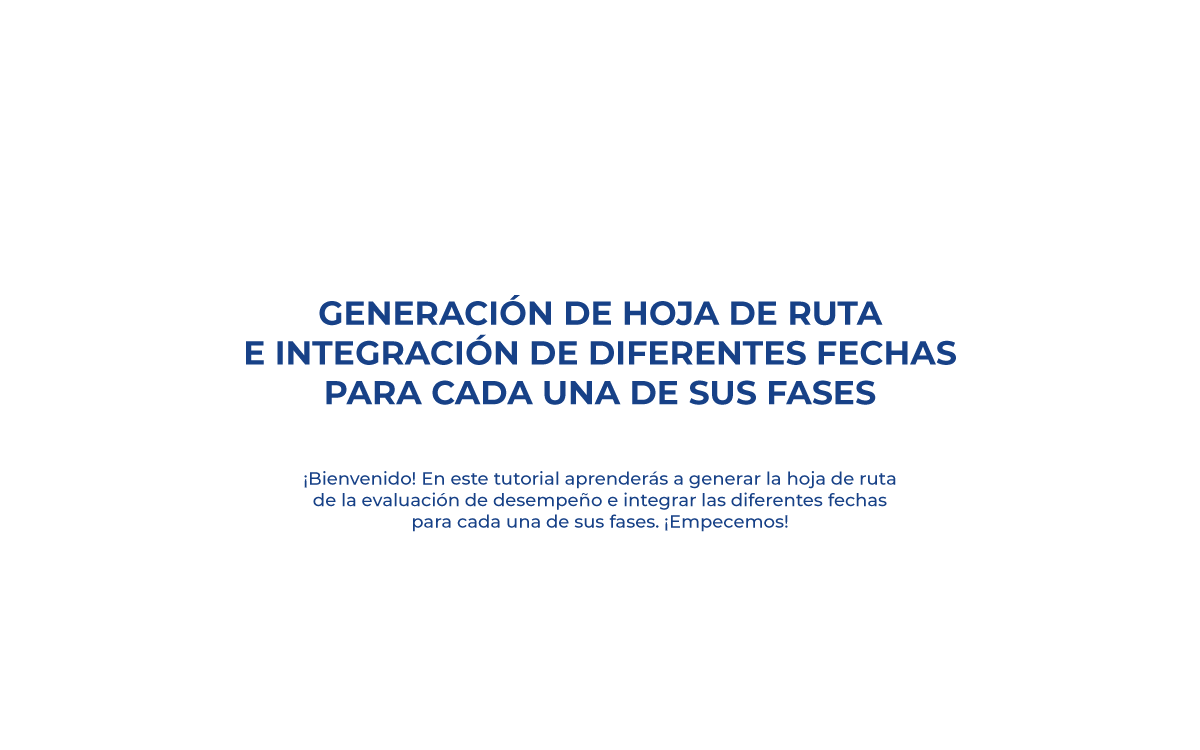 GENERACIÓN DE HOJA DE RUTA
E INTEGRACIÓN DE DIFERENTES FECHAS
PARA CADA UNA DE SUS FASES
¡Bienvenido! En este tutorial aprenderás a generar la hoja de ruta
de la evaluación de desempeño e integrar las diferentes fechas
para cada una de sus fases. ¡Empecemos!